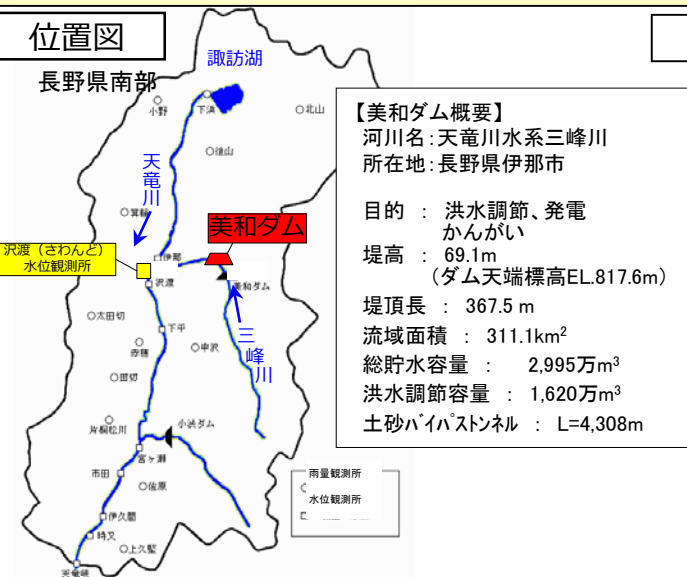 位置図
長野県南部
諏訪湖
小野
下浜
北山
後山
天竜川
箕輪
美和ダム
沢渡（さわんど）
水位観測所
伊那
沢渡
美和ダム
太田切
下平
三峰川
赤穂
中沢
田切
片桐松川
小渋ダム
宮ヶ瀬
市田
佐原
伊久間
時又
上久堅
天竜峡
雨量観測所
水位観測所
【美和ダム概要】
河川名：天竜川水系三峰川
所在地：長野県伊那市
目的 ： 洪水調節、発電
かんがい
堤高 ： 69.1m
（ダム天端標高EL.817.6m）
堤頂長 ： 367.5 m
流域面積 ： 311.1km²
総貯水容量 ： 2,995万m³
洪水調節容量 ： 1,620万m³
土砂バイパストンネル ： L=4,308m